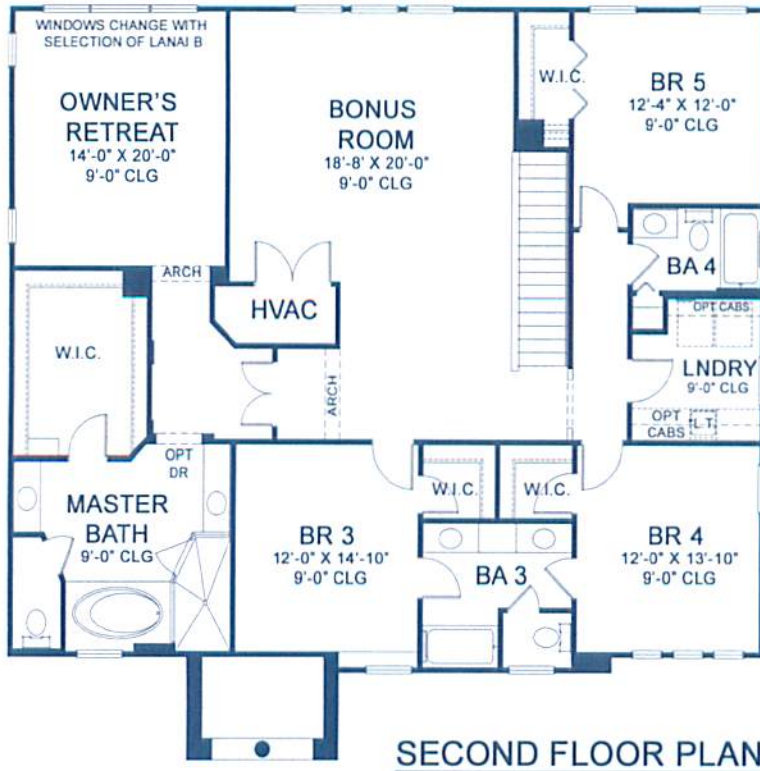 WINDOWS CHANGE WITH
SELECTION OF LANAI B
OWNER'S
RETREAT
14'-0" X 20'-0"
9'-0" CLG
BONUS
ROOM
18'-8' X 20'-0"
9'-0" CLG
W.I.C.
BR 5
12'-4" X 12'-0"
9'-0" CLG
ARCH
HVAC
BA 4
OPT CABS
W.I.C.
LNDRY
9'-0" CLG
ARCH
OPT
CABS
L.T.
OPT
DR
MASTER
BATH
9'-0" CLG
W.I.C.
W.I.C.
BR 3
12'-0" X 14'-10"
9'-0" CLG
BA 3
BR 4
12'-0" X 13'-10"
9'-0" CLG
SECOND FLOOR PLAN